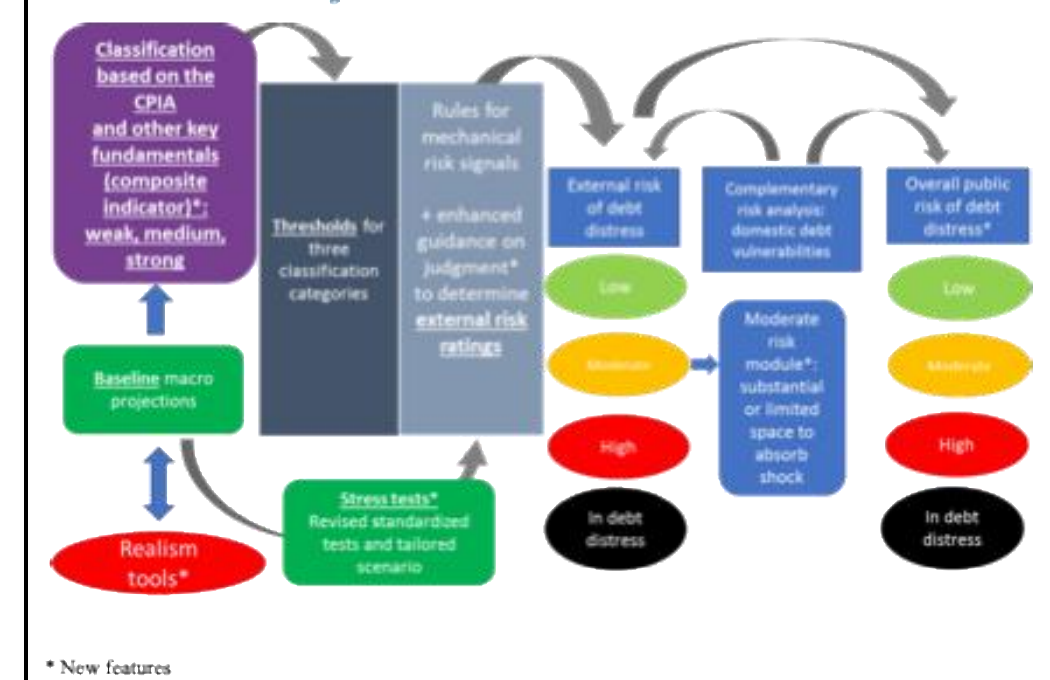 Classification
based on the
CPIA
and other key
fundamentals
(composite
indicator)*:
weak, medium,
strong
Baseline macro
projections
Realism
tools*
Thresholds for
three
classification
categories
Rules for
mechanical
risk signals
+ enhanced
guidance on
judgment*
to determine
external risk
ratings
Stress tests*
Revised standardized
tests and tailored
scenario
External risk
of debt
distress
Low
Moderate
High
In debt
distress
Complementary
risk analysis:
domestic debt
vulnerabilities
Moderate
risk
module*:
substantial
or limited
space to
absorb
shock
Overall public
risk of debt
distress*
Low
Moderate
High
In debt
distress
* New features